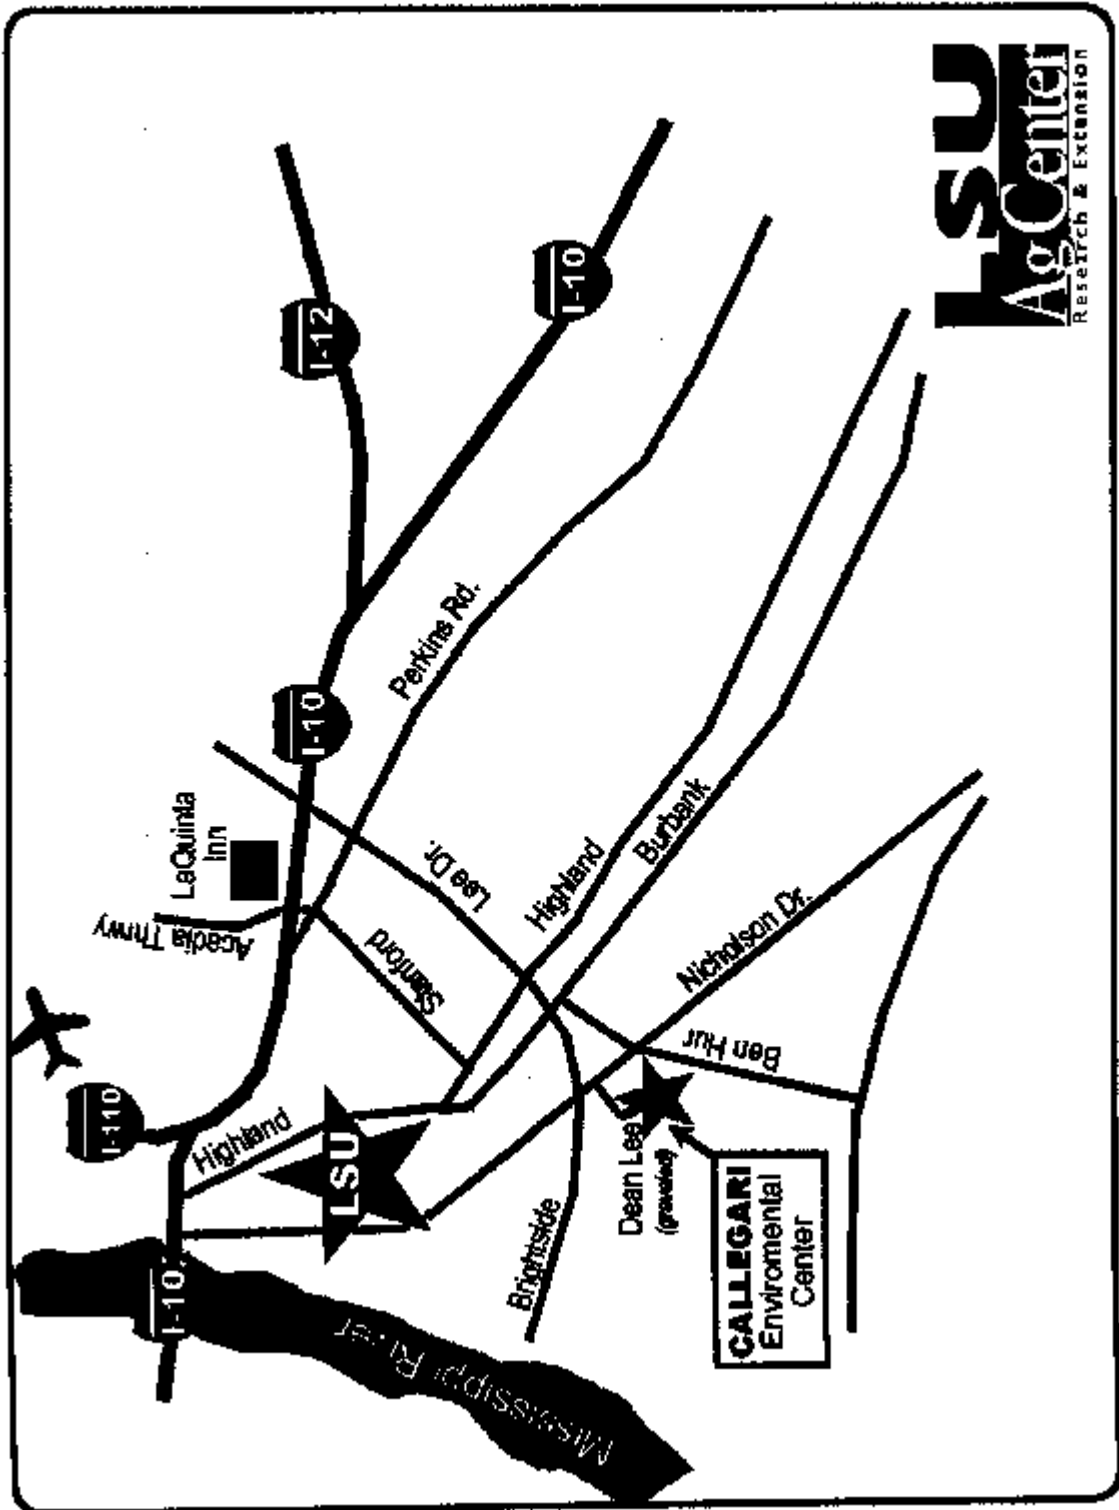 I-110
I-10
I-10
I-12
I-10
LaQuinta
Inn
Acadia Thrwy
Perkins Rd.
Lee Dr.
Stamford
Highland
LSU
Highland
Burbank
Nicholson Dr.
Ben Hur
Brightside
Dean Lee
(graveled)
Mississippi River
CALLEGARI
Enviromental
Center
LSU
AgCenter
Research & Extension